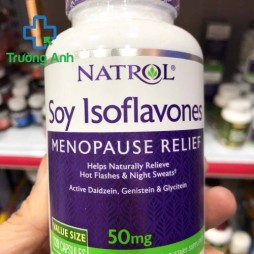 Trường Anh
NATROL®
Soy Isoflavones
MENOPAUSE RELIEF
Helps Naturally Relieve
Hot Flashes & Night Sweats†
Active Daidzein, Genistein & Glycitein
VALUE SIZE
CAPSULES
50mg